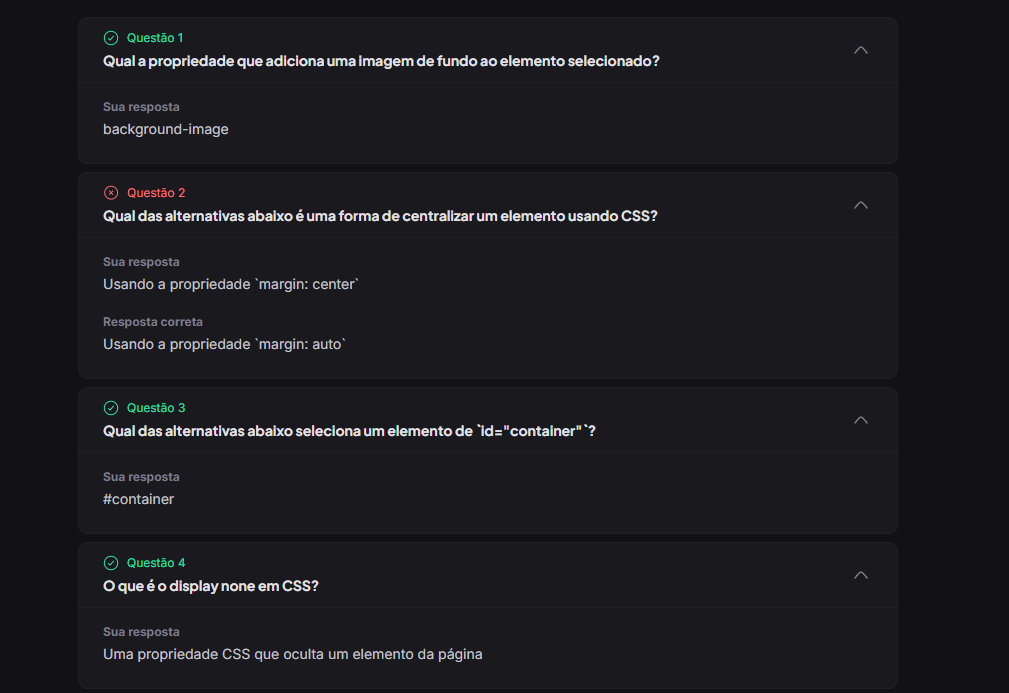 Questão 1
Qual a propriedade que adiciona uma imagem de fundo ao elemento selecionado?
Sua resposta
background-image
Questão 2
Qual das alternativas abaixo é uma forma de centralizar um elemento usando CSS?
Sua resposta
Usando a propriedade `margin: center`
Resposta correta
Usando a propriedade `margin: auto`
Questão 3
Qual das alternativas abaixo seleciona um elemento de `id="container"`?
Sua resposta
#container
Questão 4
O que é o display none em CSS?
Sua resposta
Uma propriedade CSS que oculta um elemento da página